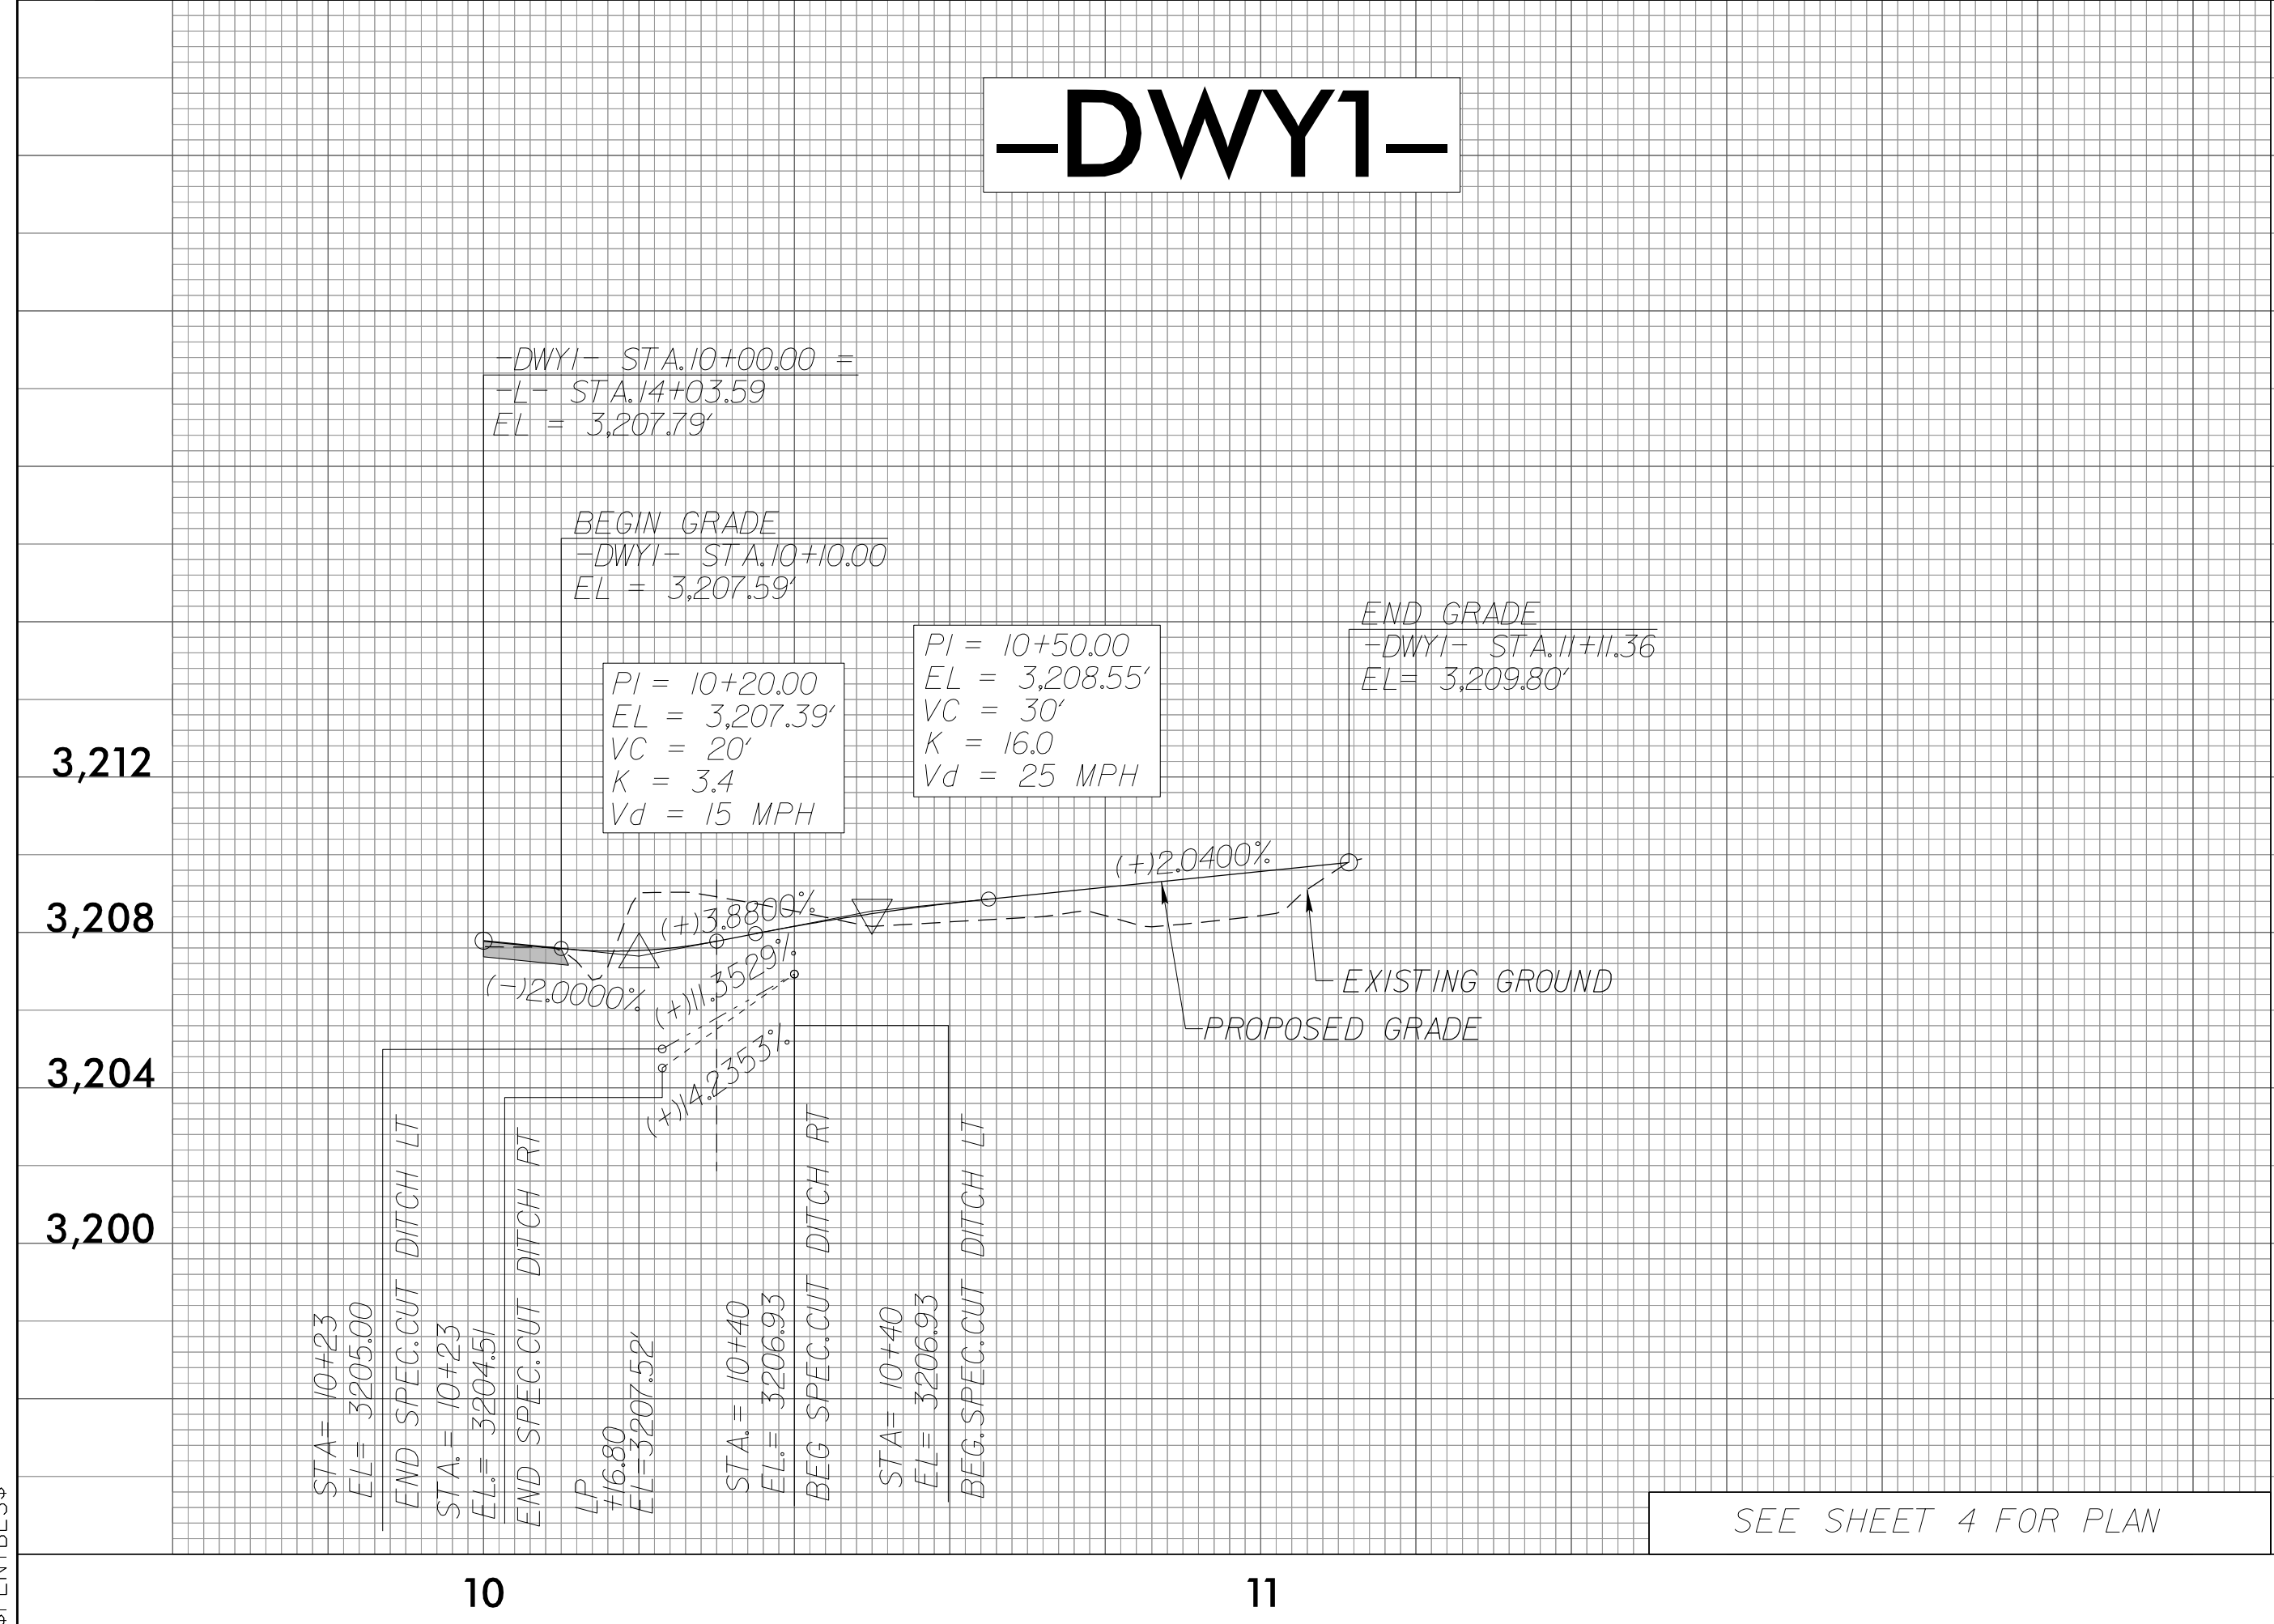 -DWY1-
-DWY1- STA.10+00.00 =
-L- STA.14+03.59
EL = 3,207.79'
BEGIN GRADE
-DWY1- STA.10+10.00
EL = 3,207.59'
PI = 10+20.00
EL = 3,207.39'
VC = 20'
K = 3.4
Vd = 15 MPH
PI = 10+50.00
EL = 3,208.55'
VC = 30'
K = 16.0
Vd = 25 MPH
END GRADE
-DWY1- STA.11+11.36
EL= 3,209.80'
3,212
3,208
3,204
3,200
(+)2.0400%
(+)3.8800%
(-)2.0000%
(+)11.3529%
(+)14.2353%
EXISTING GROUND
PROPOSED GRADE
STA= 10+23
EL= 3205.00
END SPEC.CUT DITCH LT
STA.= 10+23
EL.= 3204.51
END SPEC.CUT DITCH RT
LP
+16.80
EL=3207.52'
STA.= 10+40
EL.= 3206.93
BEG SPEC.CUT DITCH RT
STA= 10+40
EL= 3206.93
BEG.SPEC.CUT DITCH LT
SEE SHEET 4 FOR PLAN
10
11